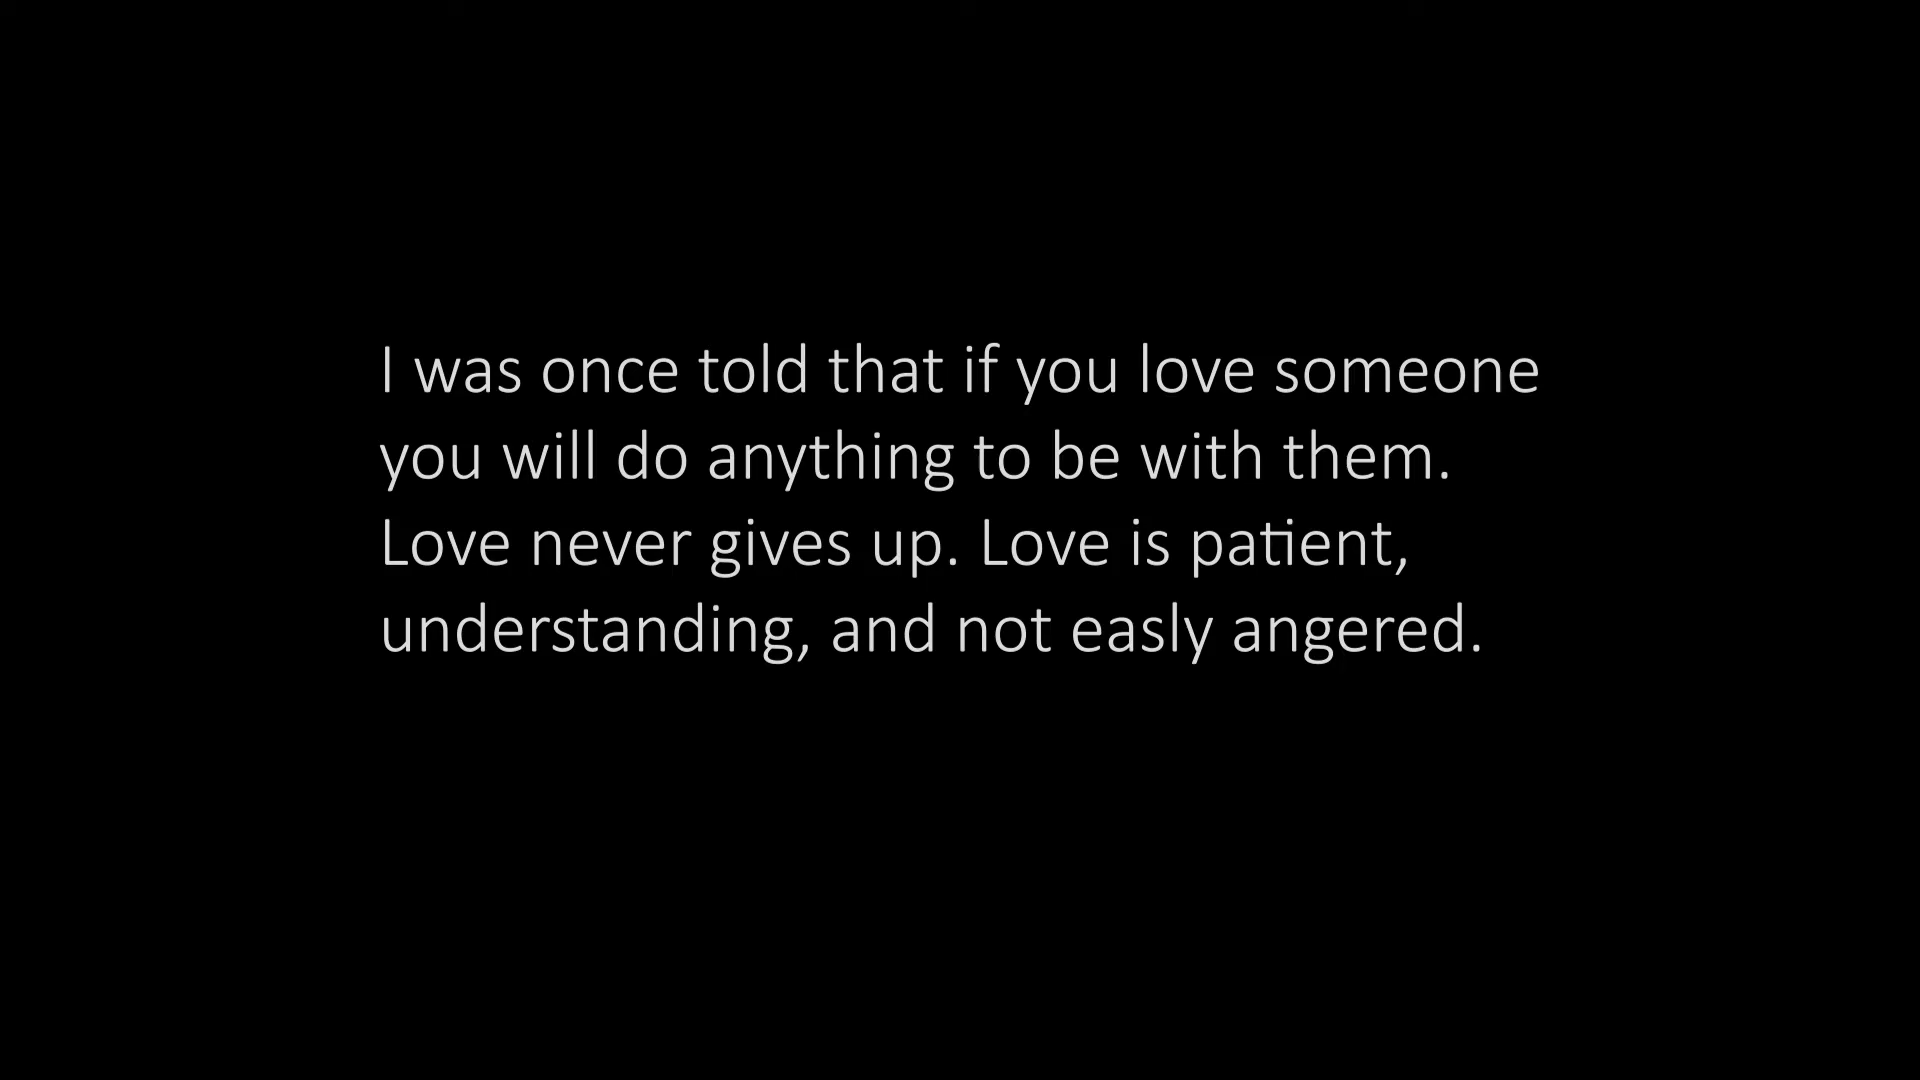 I was once told that if you love someone
you will do anything to be with them.
Love never gives up. Love is patient,
understanding, and not easly angered.